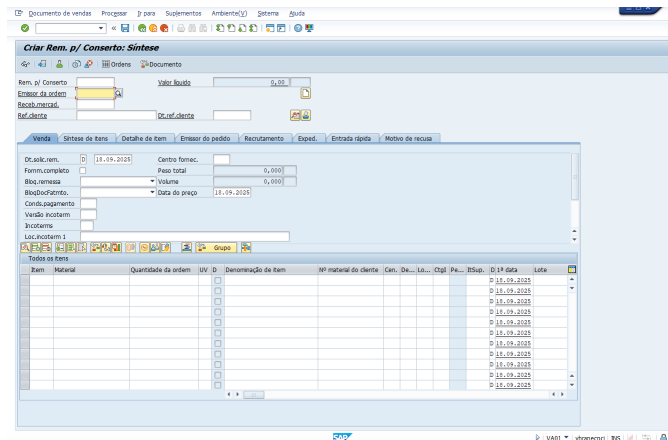 Documento de vendas Processar Ir para Suplementos Ambiente(V) Sistema Ajuda
Criar Rem. p/ Conserto: Síntese
Ordens Documento
Rem. p/ Conserto Valor líquido 0,00
Emissor da ordem
Receb.mercad.
Ref.cliente Dt.ref.cliente
Venda Síntese de itens Detalhe de item Emissor do pedido Recrutamento Exped. Entrada rápida Motivo de recusa
Dt.solic.rem. D 18.09.2025 Centro fornec.
Fornm.completo Peso total 0,000
Bloq.remessa Volume 0,000
BloqDocFatmto. Data do preço 18.09.2025
Conds.pagamento
Versão incoterm
Incoterms
Loc.incoterm 1
Grupo
Todos os itens
Item Material Quantidade da ordem UV D Denominação de item Nº material do cliente Cen. De... Lo... CtgI Pe... ItSup. D 1ª data Lote
D 18.09.2025
D 18.09.2025
D 18.09.2025
D 18.09.2025
D 18.09.2025
D 18.09.2025
D 18.09.2025
D 18.09.2025
D 18.09.2025
D 18.09.2025
D 18.09.2025
SAP VA01 INS